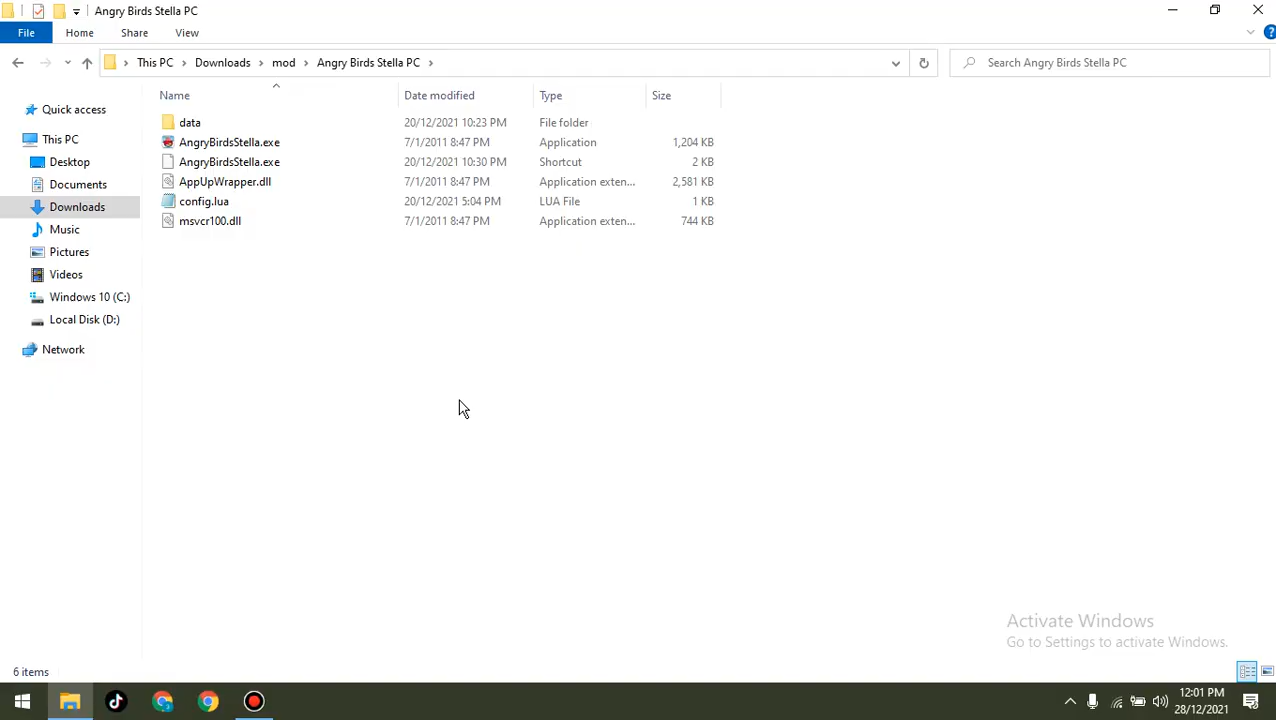 Angry Birds Stella PC
File Home Share View
This PC Downloads mod Angry Birds Stella PC Search Angry Birds Stella PC
Name Date modified Type Size
Quick access
This PC
Desktop
Documents
Downloads
Music
Pictures
Videos
Windows 10 (C:)
Local Disk (D:)
Network
data 20/12/2021 10:23 PM File folder
AngryBirdsStella.exe 7/1/2011 8:47 PM Application 1,204 KB
AngryBirdsStella.exe 20/12/2021 10:30 PM Shortcut 2 KB
AppUpWrapper.dll 7/1/2011 8:47 PM Application exten... 2,581 KB
config.lua 20/12/2021 5:04 PM LUA File 1 KB
msvcr100.dll 7/1/2011 8:47 PM Application exten... 744 KB
Activate Windows
Go to Settings to activate Windows.
6 items
12:01 PM
28/12/2021